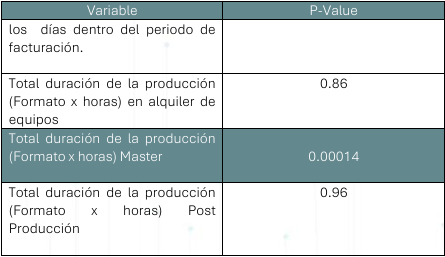 Variable P-Value
los días dentro del periodo de
facturación.
Total duración de la producción 0.86
(Formato x horas) en alquiler de
equipos
Total duración de la producción
(Formato x horas) Master 0.00014
Total duración de la producción 0.96
(Formato x horas) Post
Producción